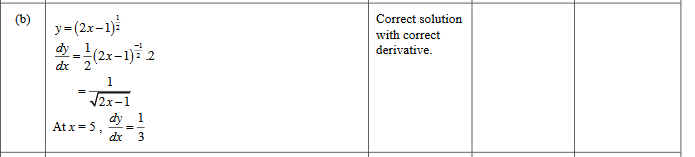 (b)
y=(2x−1)^{1/2}
dy/dx = 1/2 (2x−1)^{−1/2} .2
= 1/√(2x−1)
At x = 5 , dy/dx = 1/3
Correct solution
with correct
derivative.